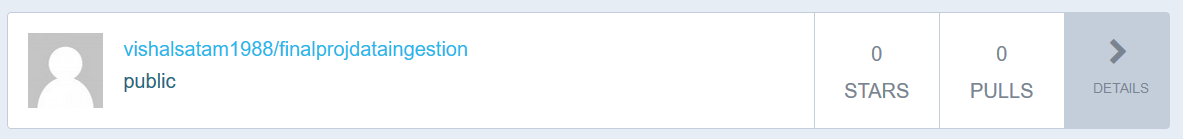 vishalsatam1988/finalprojdataingestion
public
0
STARS
0
PULLS
DETAILS